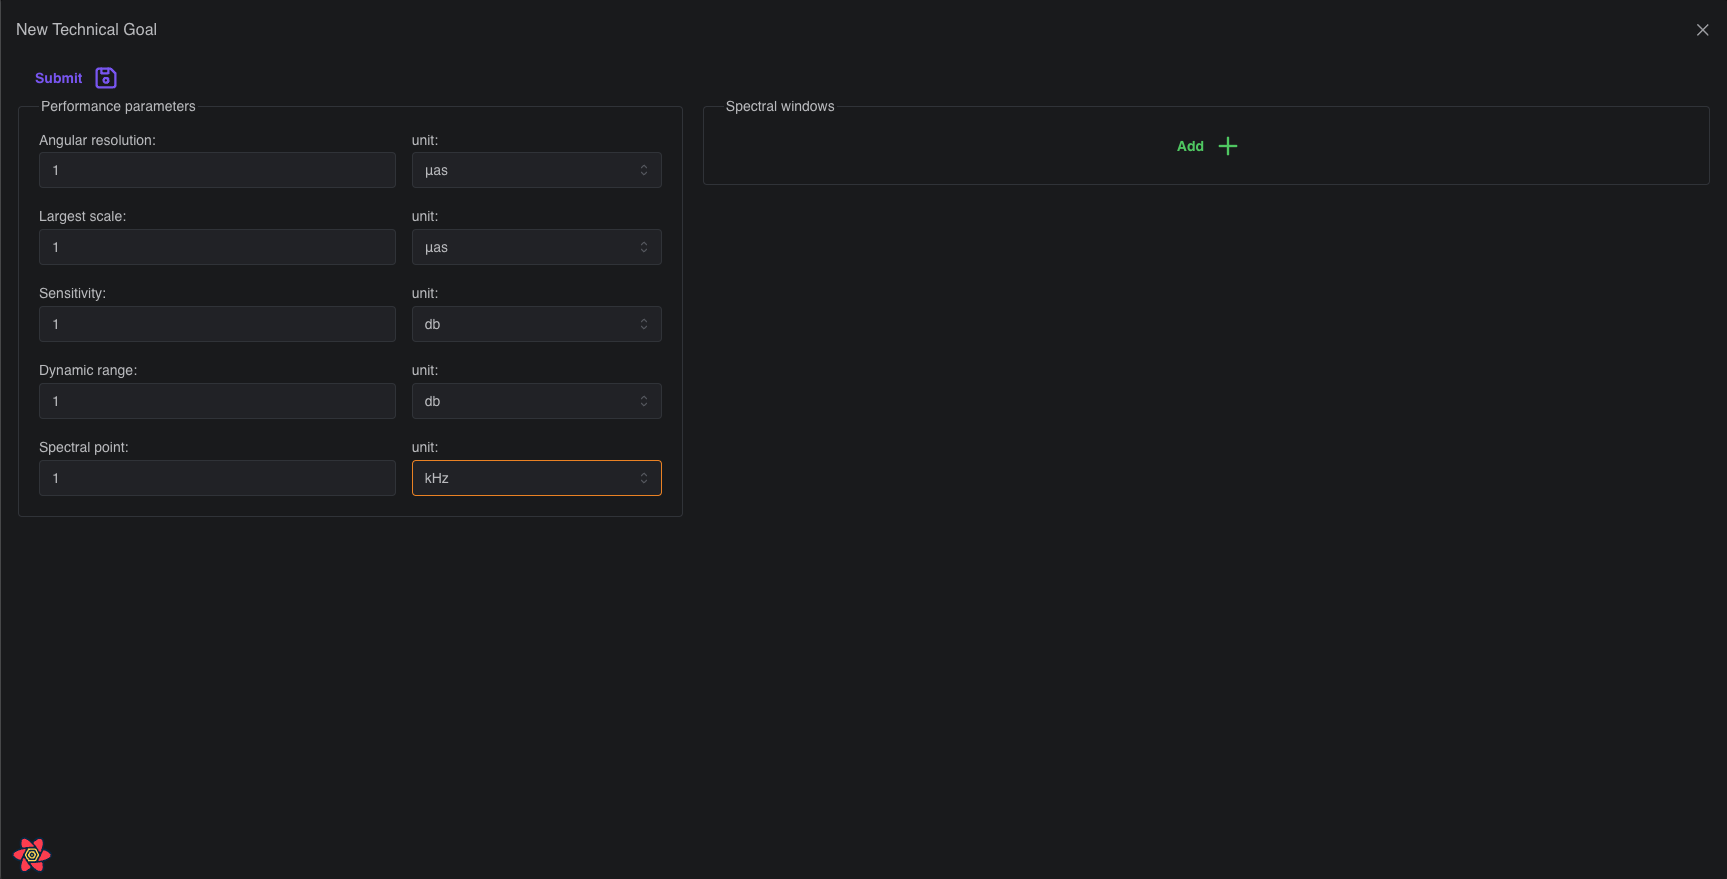 New Technical Goal
Submit
Performance parameters
Angular resolution:
unit:
1
µas
Largest scale:
unit:
1
µas
Sensitivity:
unit:
1
db
Dynamic range:
unit:
1
db
Spectral point:
unit:
1
kHz
Spectral windows
Add